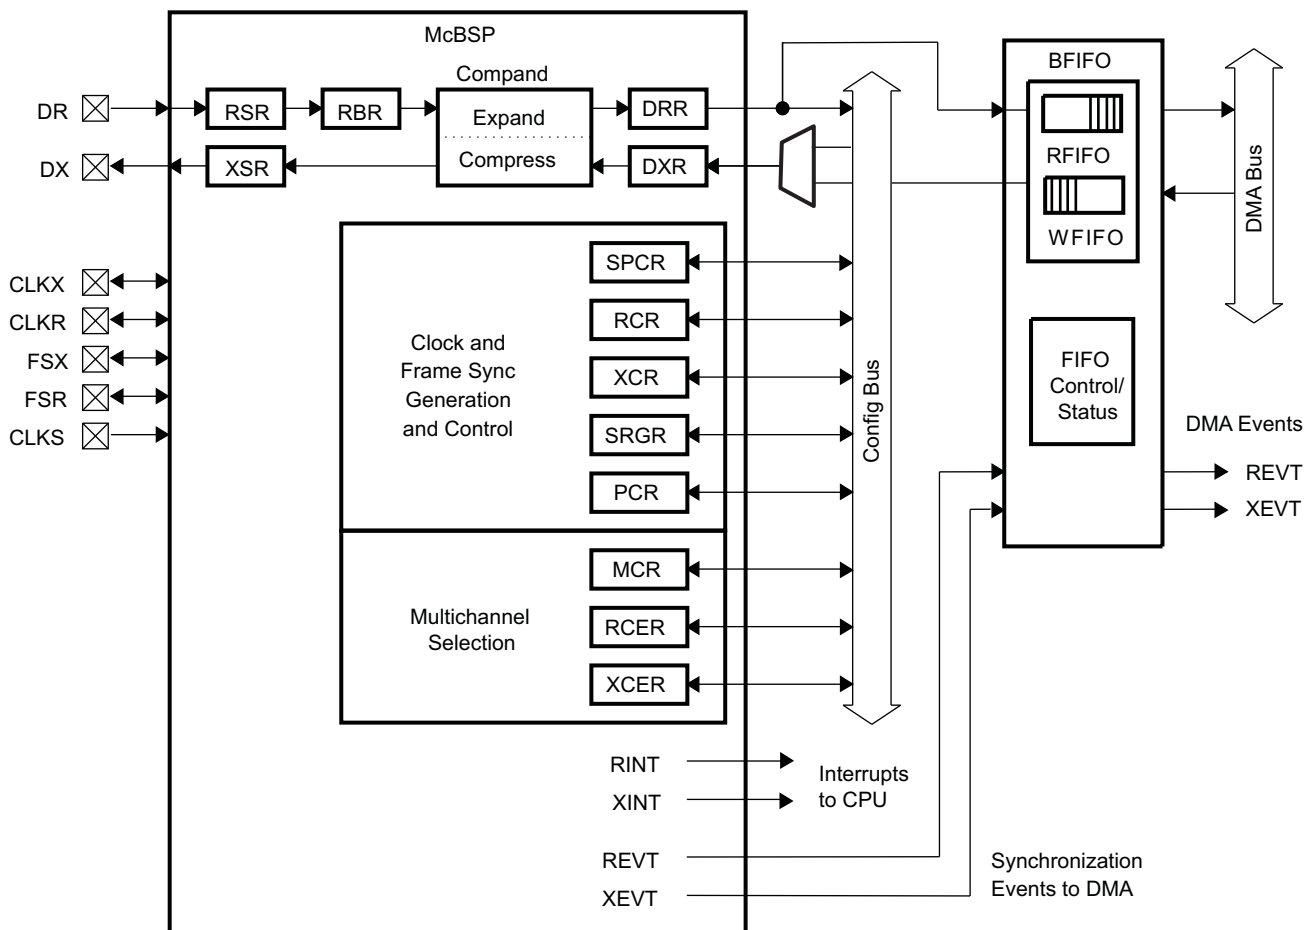 McBSP
Compand
DR
RSR
RBR
Expand
DRR
DX
XSR
Compress
DXR
CLKX
CLKR
FSX
FSR
CLKS
Clock and
Frame Sync
Generation
and Control
SPCR
RCR
XCR
SRGR
PCR
Multichannel
Selection
MCR
RCER
XCER
RINT
XINT
Interrupts
to CPU
REVT
XEVT
Synchronization
Events to DMA
Config Bus
BFIFO
RFIFO
WFIFO
FIFO
Control/
Status
DMA Bus
DMA Events
REVT
XEVT